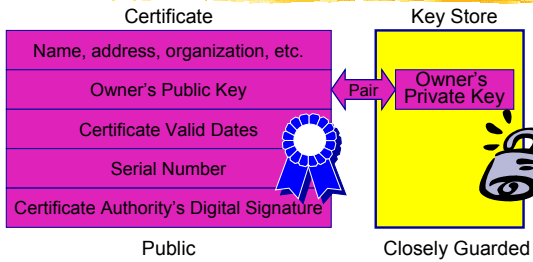 Certificate
Key Store
Name, address, organization, etc.
Owner's Public Key
Pair
Owner's
Private Key
Certificate Valid Dates
Serial Number
Certificate Authority's Digital Signature
Public
Closely Guarded